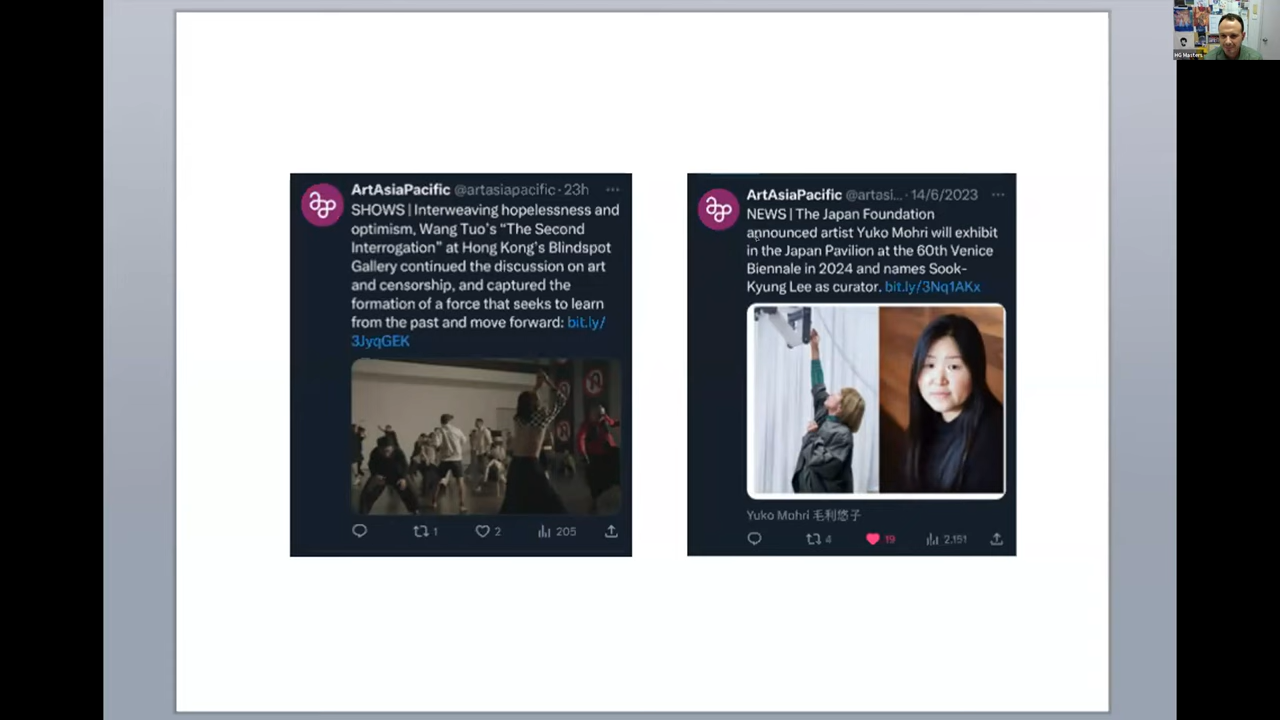 ArtAsiaPacific @artasiapacific · 23h
SHOWS | Interweaving hopelessness and
optimism, Wang Tuo's "The Second
Interrogation" at Hong Kong's Blindspot
Gallery continued the discussion on art
and censorship, and captured the
formation of a force that seeks to learn
from the past and move forward: bit.ly/
3JyqGEK
1
2
205
ArtAsiaPacific @artasi... · 14/6/2023
NEWS | The Japan Foundation
announced artist Yuko Mohri will exhibit
in the Japan Pavilion at the 60th Venice
Biennale in 2024 and names Sook-
Kyung Lee as curator. bit.ly/3Nq1AKx
Yuko Mohri 毛利悠子
4
19
2,151
HG Masters